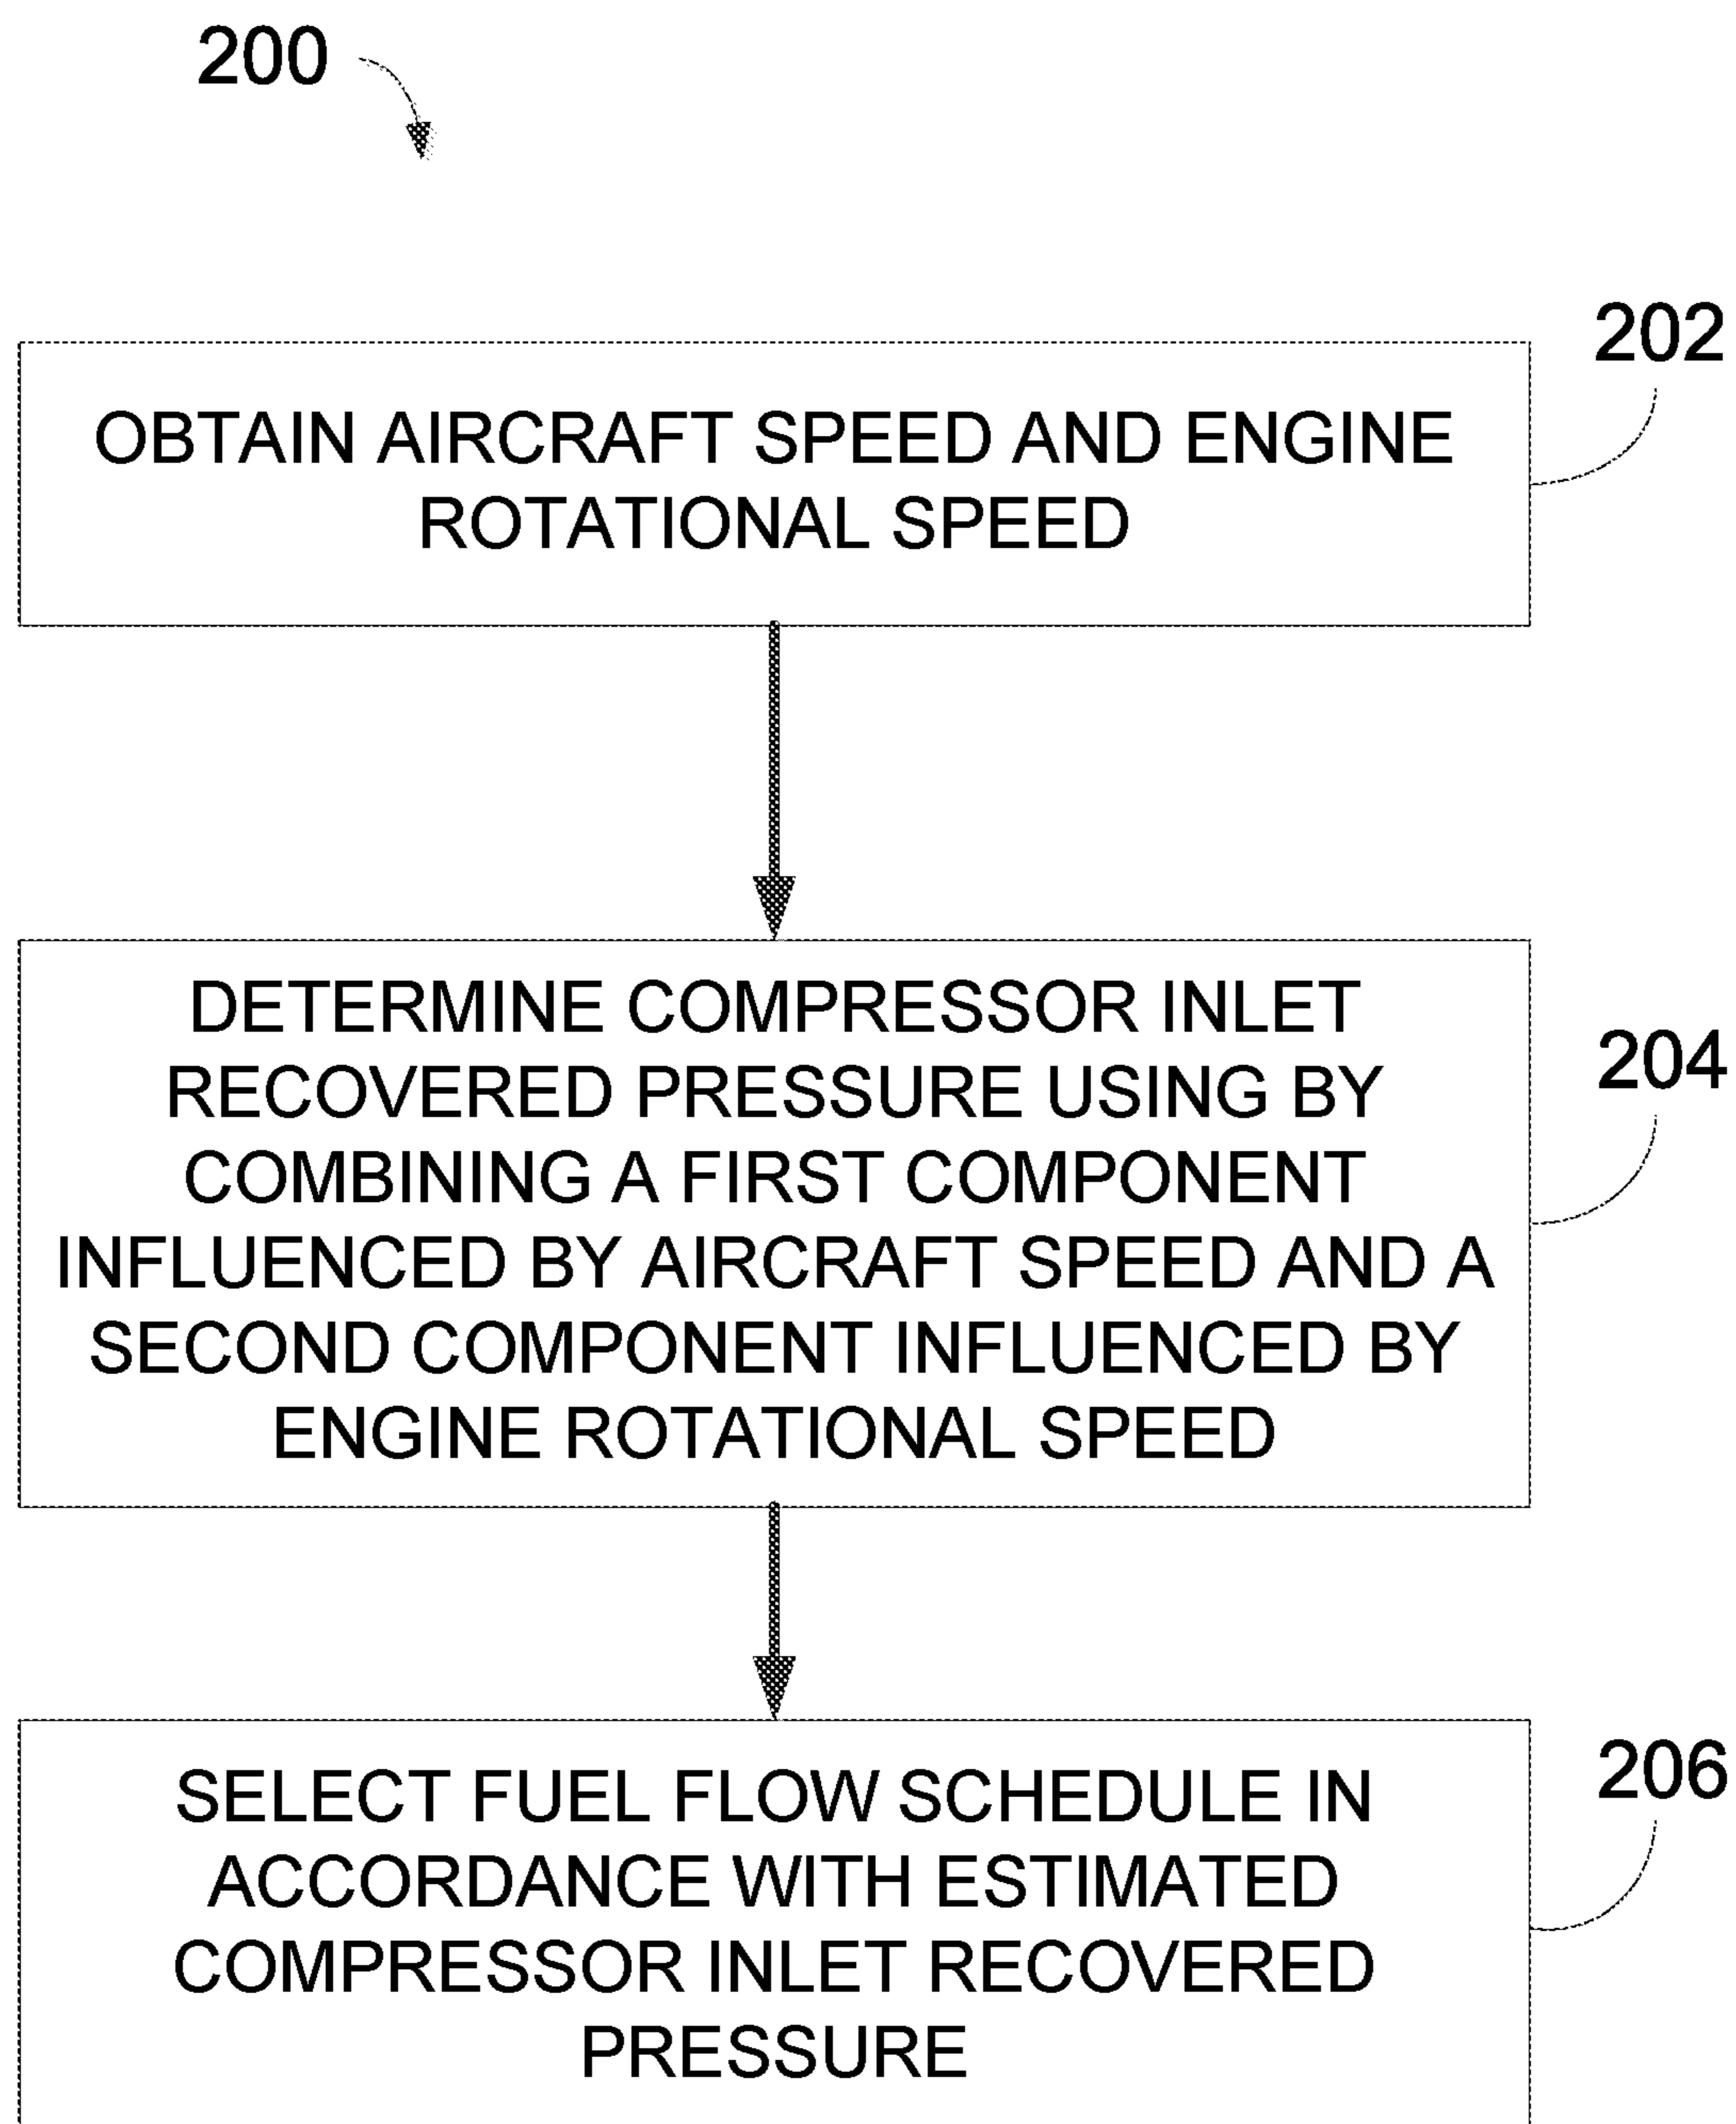 200
202
OBTAIN AIRCRAFT SPEED AND ENGINE
ROTATIONAL SPEED
DETERMINE COMPRESSOR INLET
RECOVERED PRESSURE USING BY
COMBINING A FIRST COMPONENT
INFLUENCED BY AIRCRAFT SPEED AND A
SECOND COMPONENT INFLUENCED BY
ENGINE ROTATIONAL SPEED
204
SELECT FUEL FLOW SCHEDULE IN
ACCORDANCE WITH ESTIMATED
COMPRESSOR INLET RECOVERED
PRESSURE
206